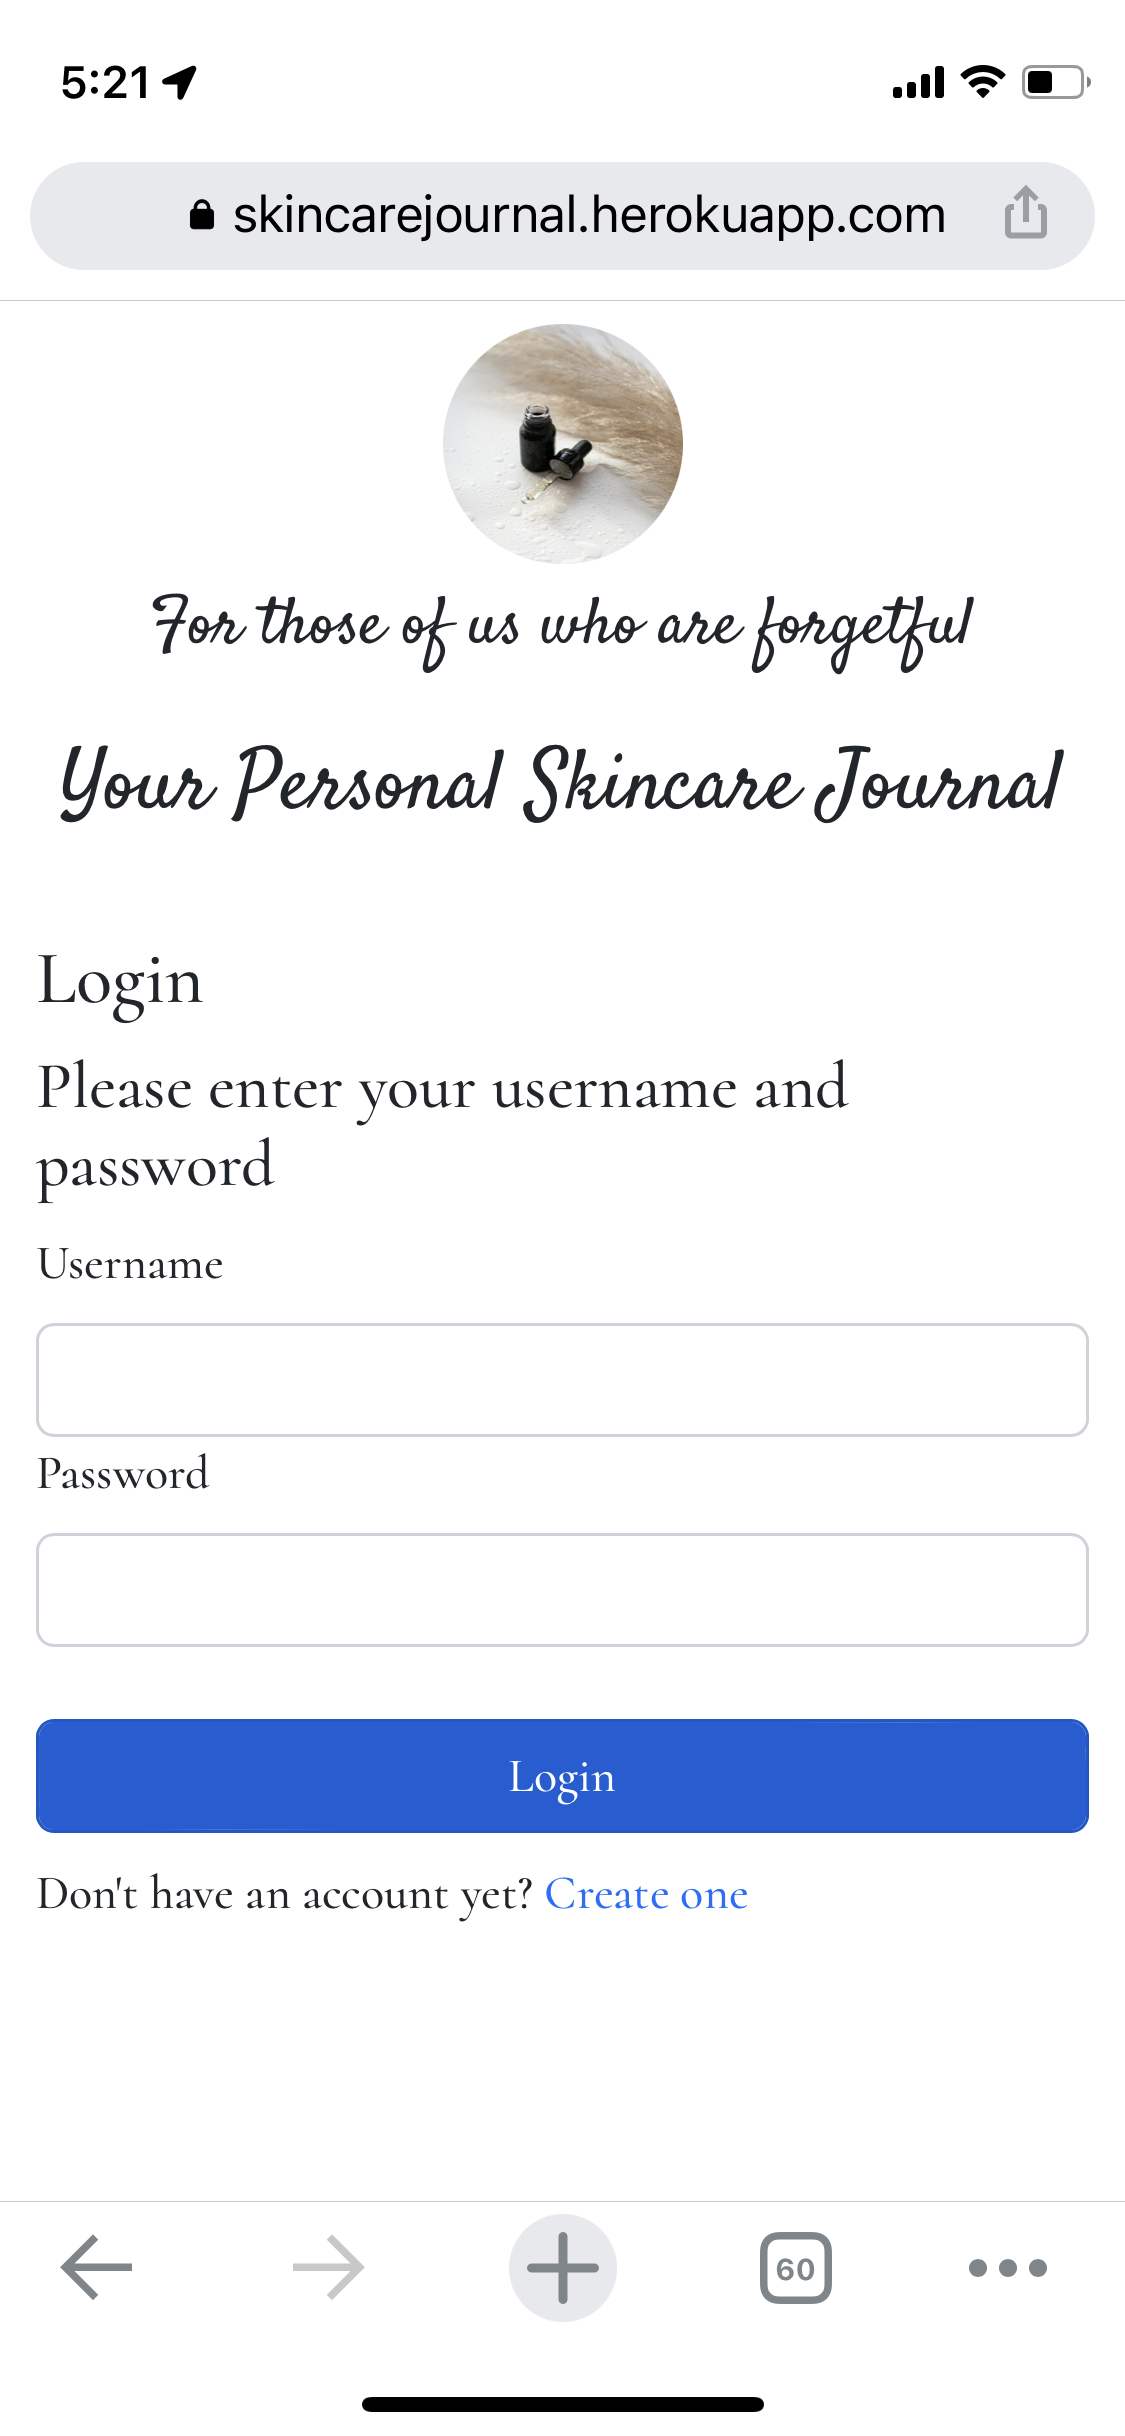 5:21
skincarejournal.herokuapp.com
For those of us who are forgetful
Your Personal Skincare Journal
Login
Please enter your username and
password
Username
Password
Login
Don't have an account yet? Create one
60